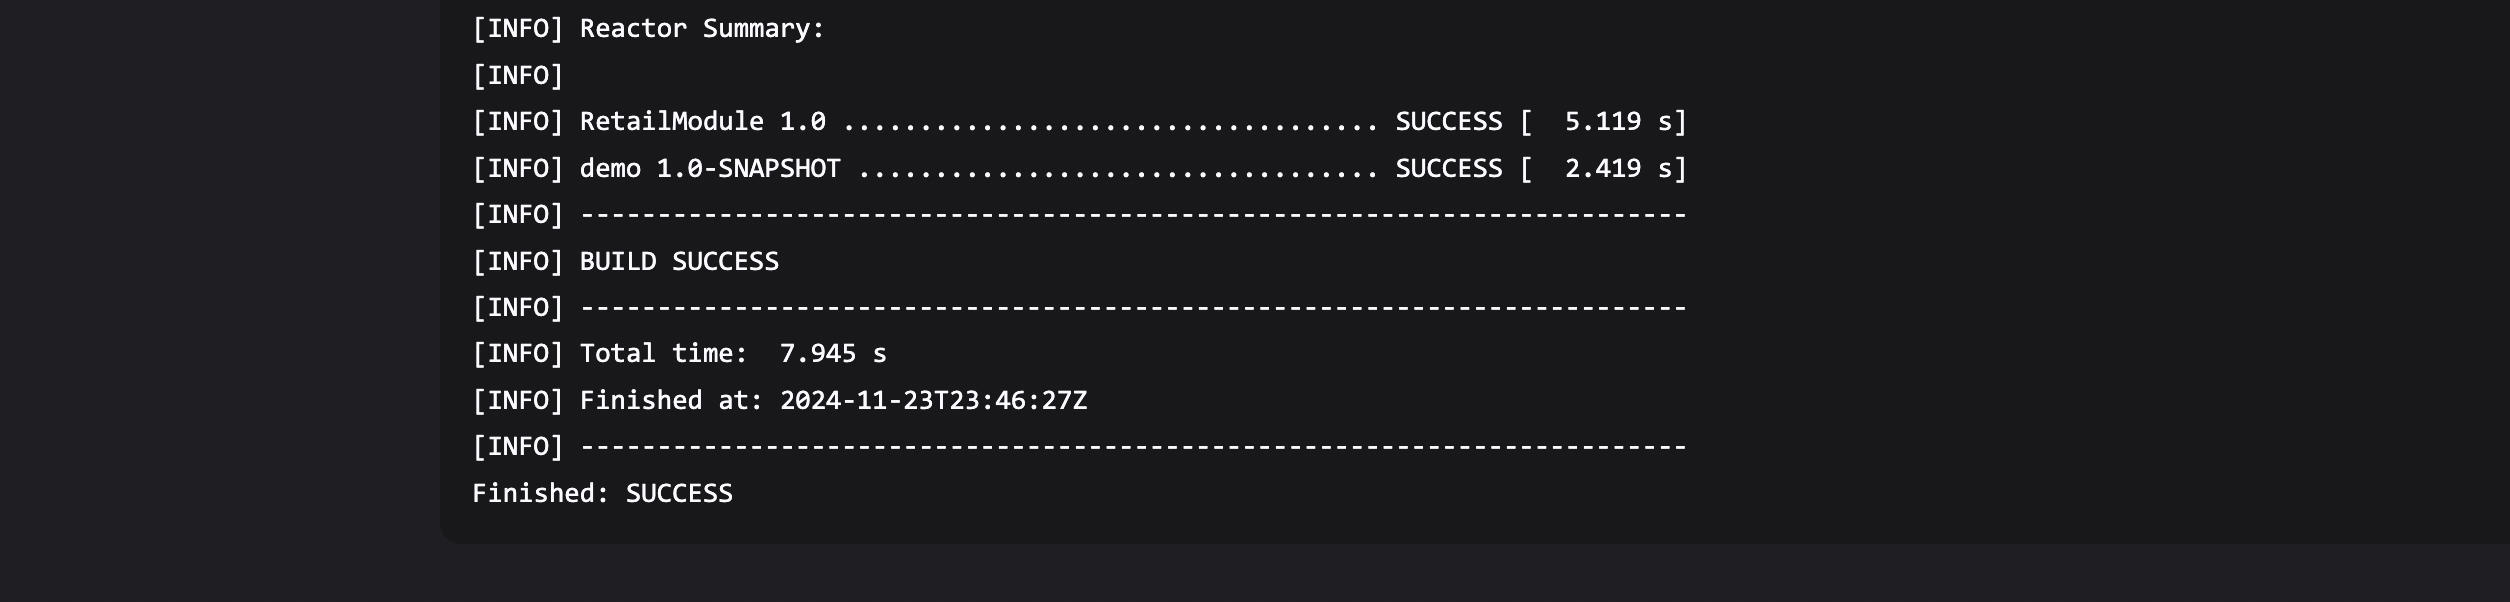 [INFO] Reactor Summary:
[INFO]
[INFO] RetailModule 1.0 ................................... SUCCESS [  5.119 s]
[INFO] demo 1.0-SNAPSHOT .................................. SUCCESS [  2.419 s]
[INFO] ------------------------------------------------------------------------
[INFO] BUILD SUCCESS
[INFO] ------------------------------------------------------------------------
[INFO] Total time:  7.945 s
[INFO] Finished at: 2024-11-23T23:46:27Z
[INFO] ------------------------------------------------------------------------
Finished: SUCCESS